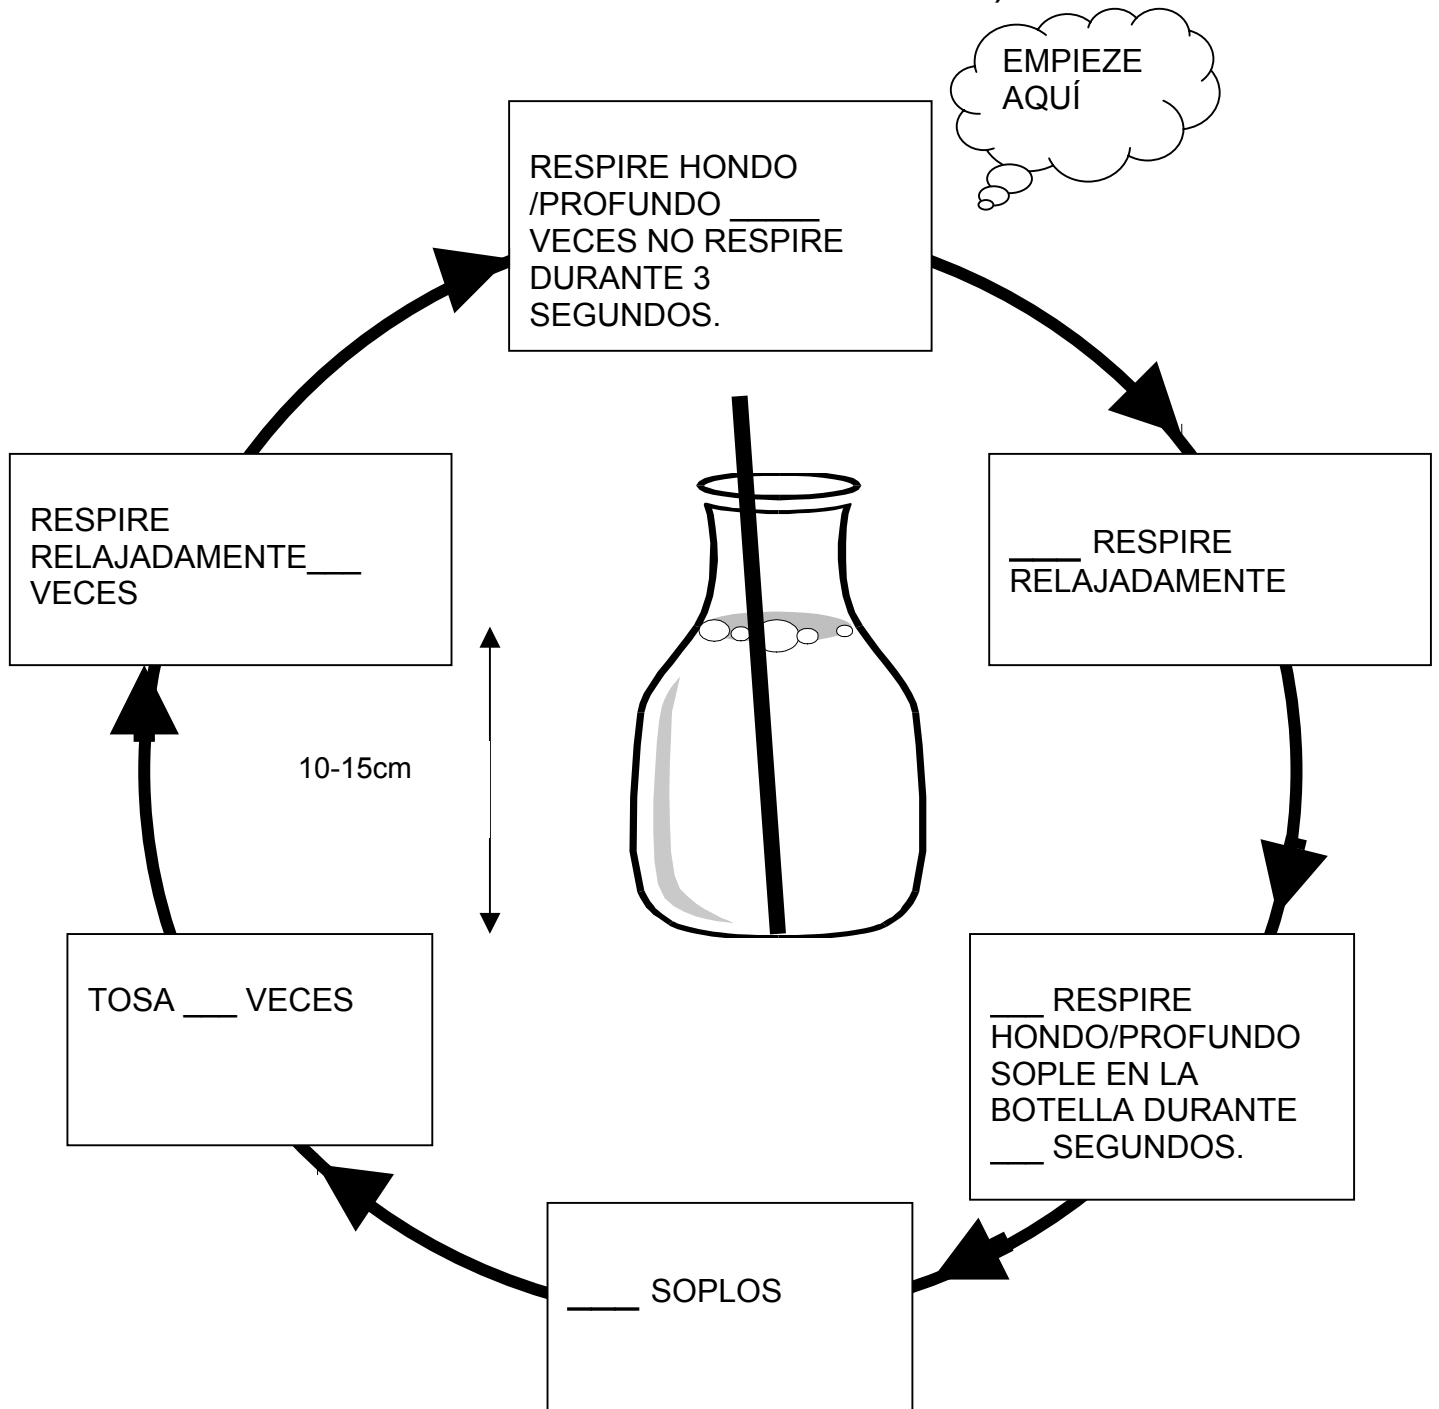 EMPIEZE
AQUÍ
RESPIRE HONDO
/PROFUNDO _____
VECES NO RESPIRE
DURANTE 3
SEGUNDOS.
____ RESPIRE
RELAJADAMENTE
___ RESPIRE
HONDO/PROFUNDO
SOPLE EN LA
BOTELLA DURANTE
___ SEGUNDOS.
____ SOPLOS
TOSA ___ VECES
RESPIRE
RELAJADAMENTE___
VECES
10-15cm